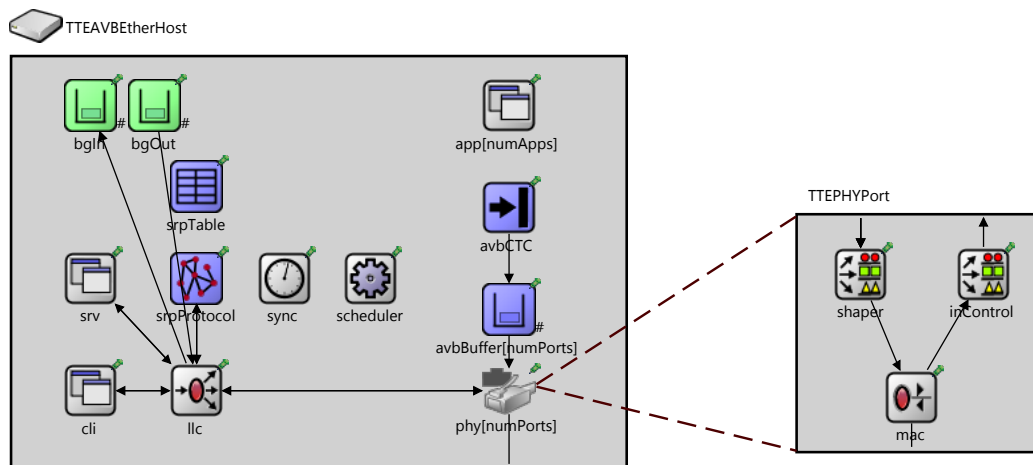 TTEAVBEtherHost
#
#
bgIn
bgOut
app[numApps]
srpTable
avbCTC
TTEPHYPort
srv
srpProtocol
sync
scheduler
shaper
inControl
#
avbBuffer[numPorts]
cli
llc
phy[numPorts]
mac